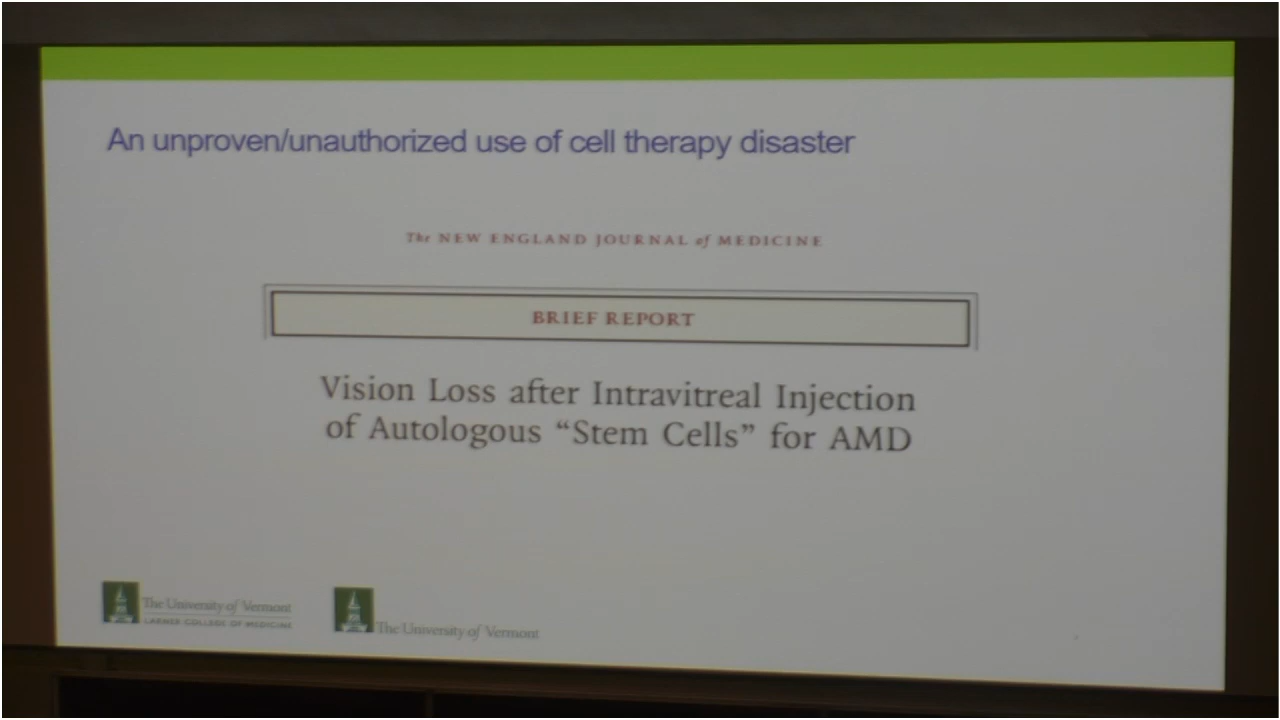 An unproven/unauthorized use of cell therapy disaster
The NEW ENGLAND JOURNAL of MEDICINE
BRIEF REPORT
Vision Loss after Intravitreal Injection
of Autologous “Stem Cells” for AMD
The University of Vermont
LARNER COLLEGE OF MEDICINE
The University of Vermont